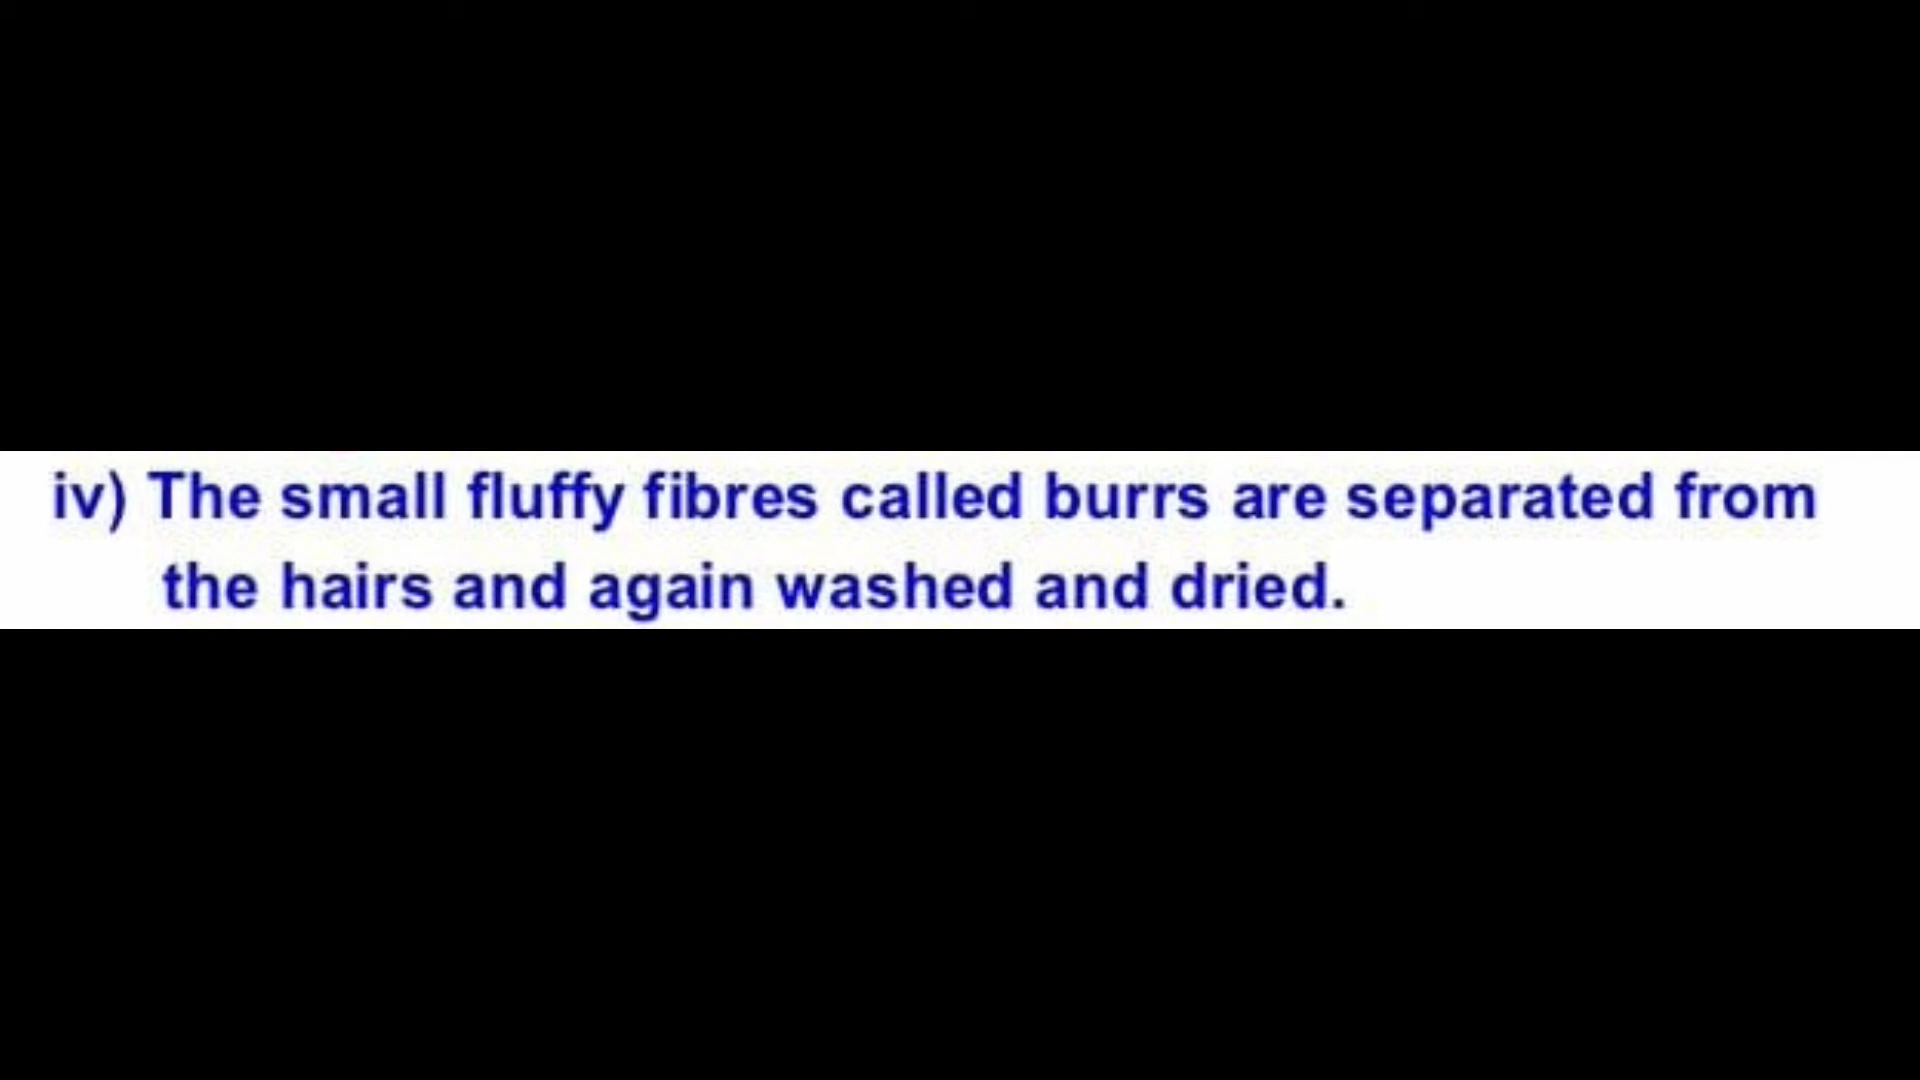 iv) The small fluffy fibres called burrs are separated from
the hairs and again washed and dried.